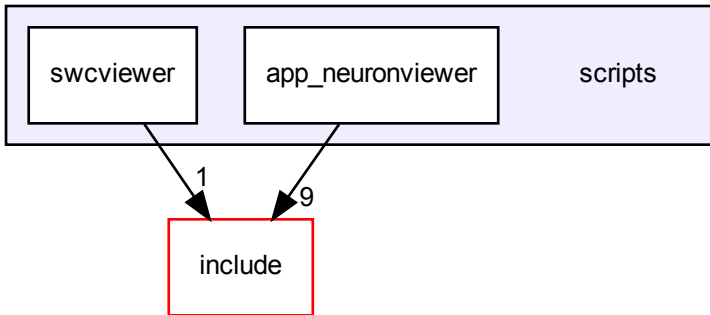 swcviewer
app_neuronviewer
scripts
1
9
include